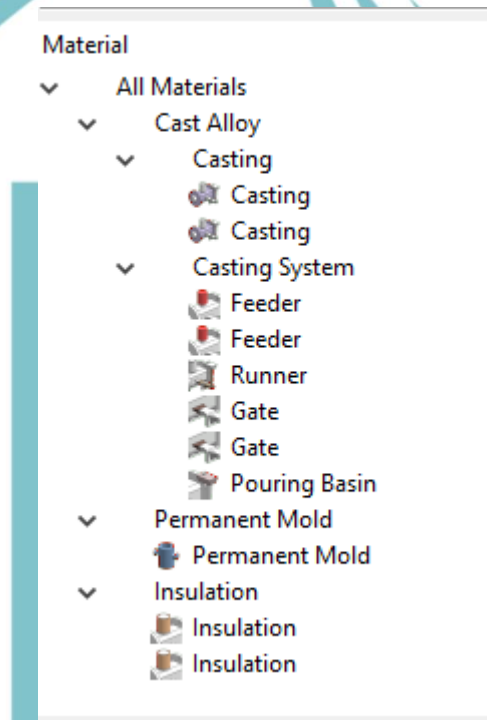 Material
All Materials
Cast Alloy
Casting
Casting
Casting
Casting System
Feeder
Feeder
Runner
Gate
Gate
Pouring Basin
Permanent Mold
Permanent Mold
Insulation
Insulation
Insulation